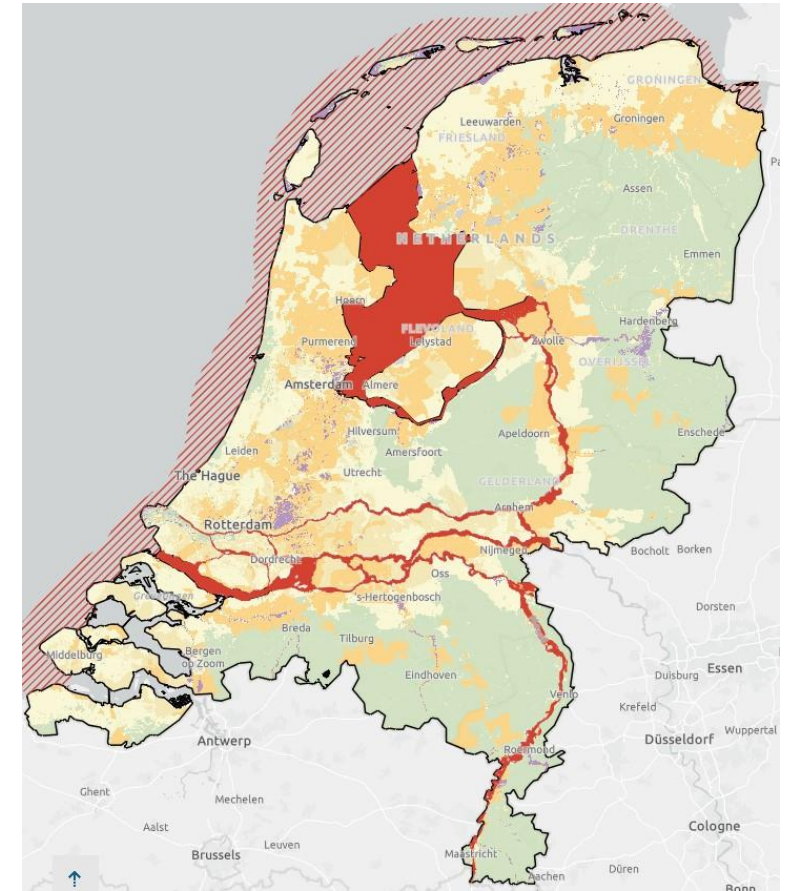 GRONINGEN
Leeuwarden
Groningen
FRIESLAND
Assen
DRENTHE
NETHERLANDS
Emmen
Hoorn
Hardenberg
FLEVOLAND
Purmerend
Lelystad
Zwolle
OVERIJSSEL
Amsterdam
Almere
Hilversum
Apeldoorn
Enschede
Leiden
Amersfoort
The Hague
Utrecht
GELDERLAND
Arnhem
Rotterdam
Nijmegen
Bocholt
Borken
Dordrecht
Oss
's-Hertogenbosch
Dorsten
Breda
Tilburg
Middelburg
Bergen
op Zoom
Essen
Eindhoven
Duisburg
Venlo
Krefeld
Antwerp
Roermond
Düsseldorf
Wuppertal
Ghent
Mechelen
Aalst
Cologne
Leuven
Brussels
Maastricht
Aachen
Düren
Bonn